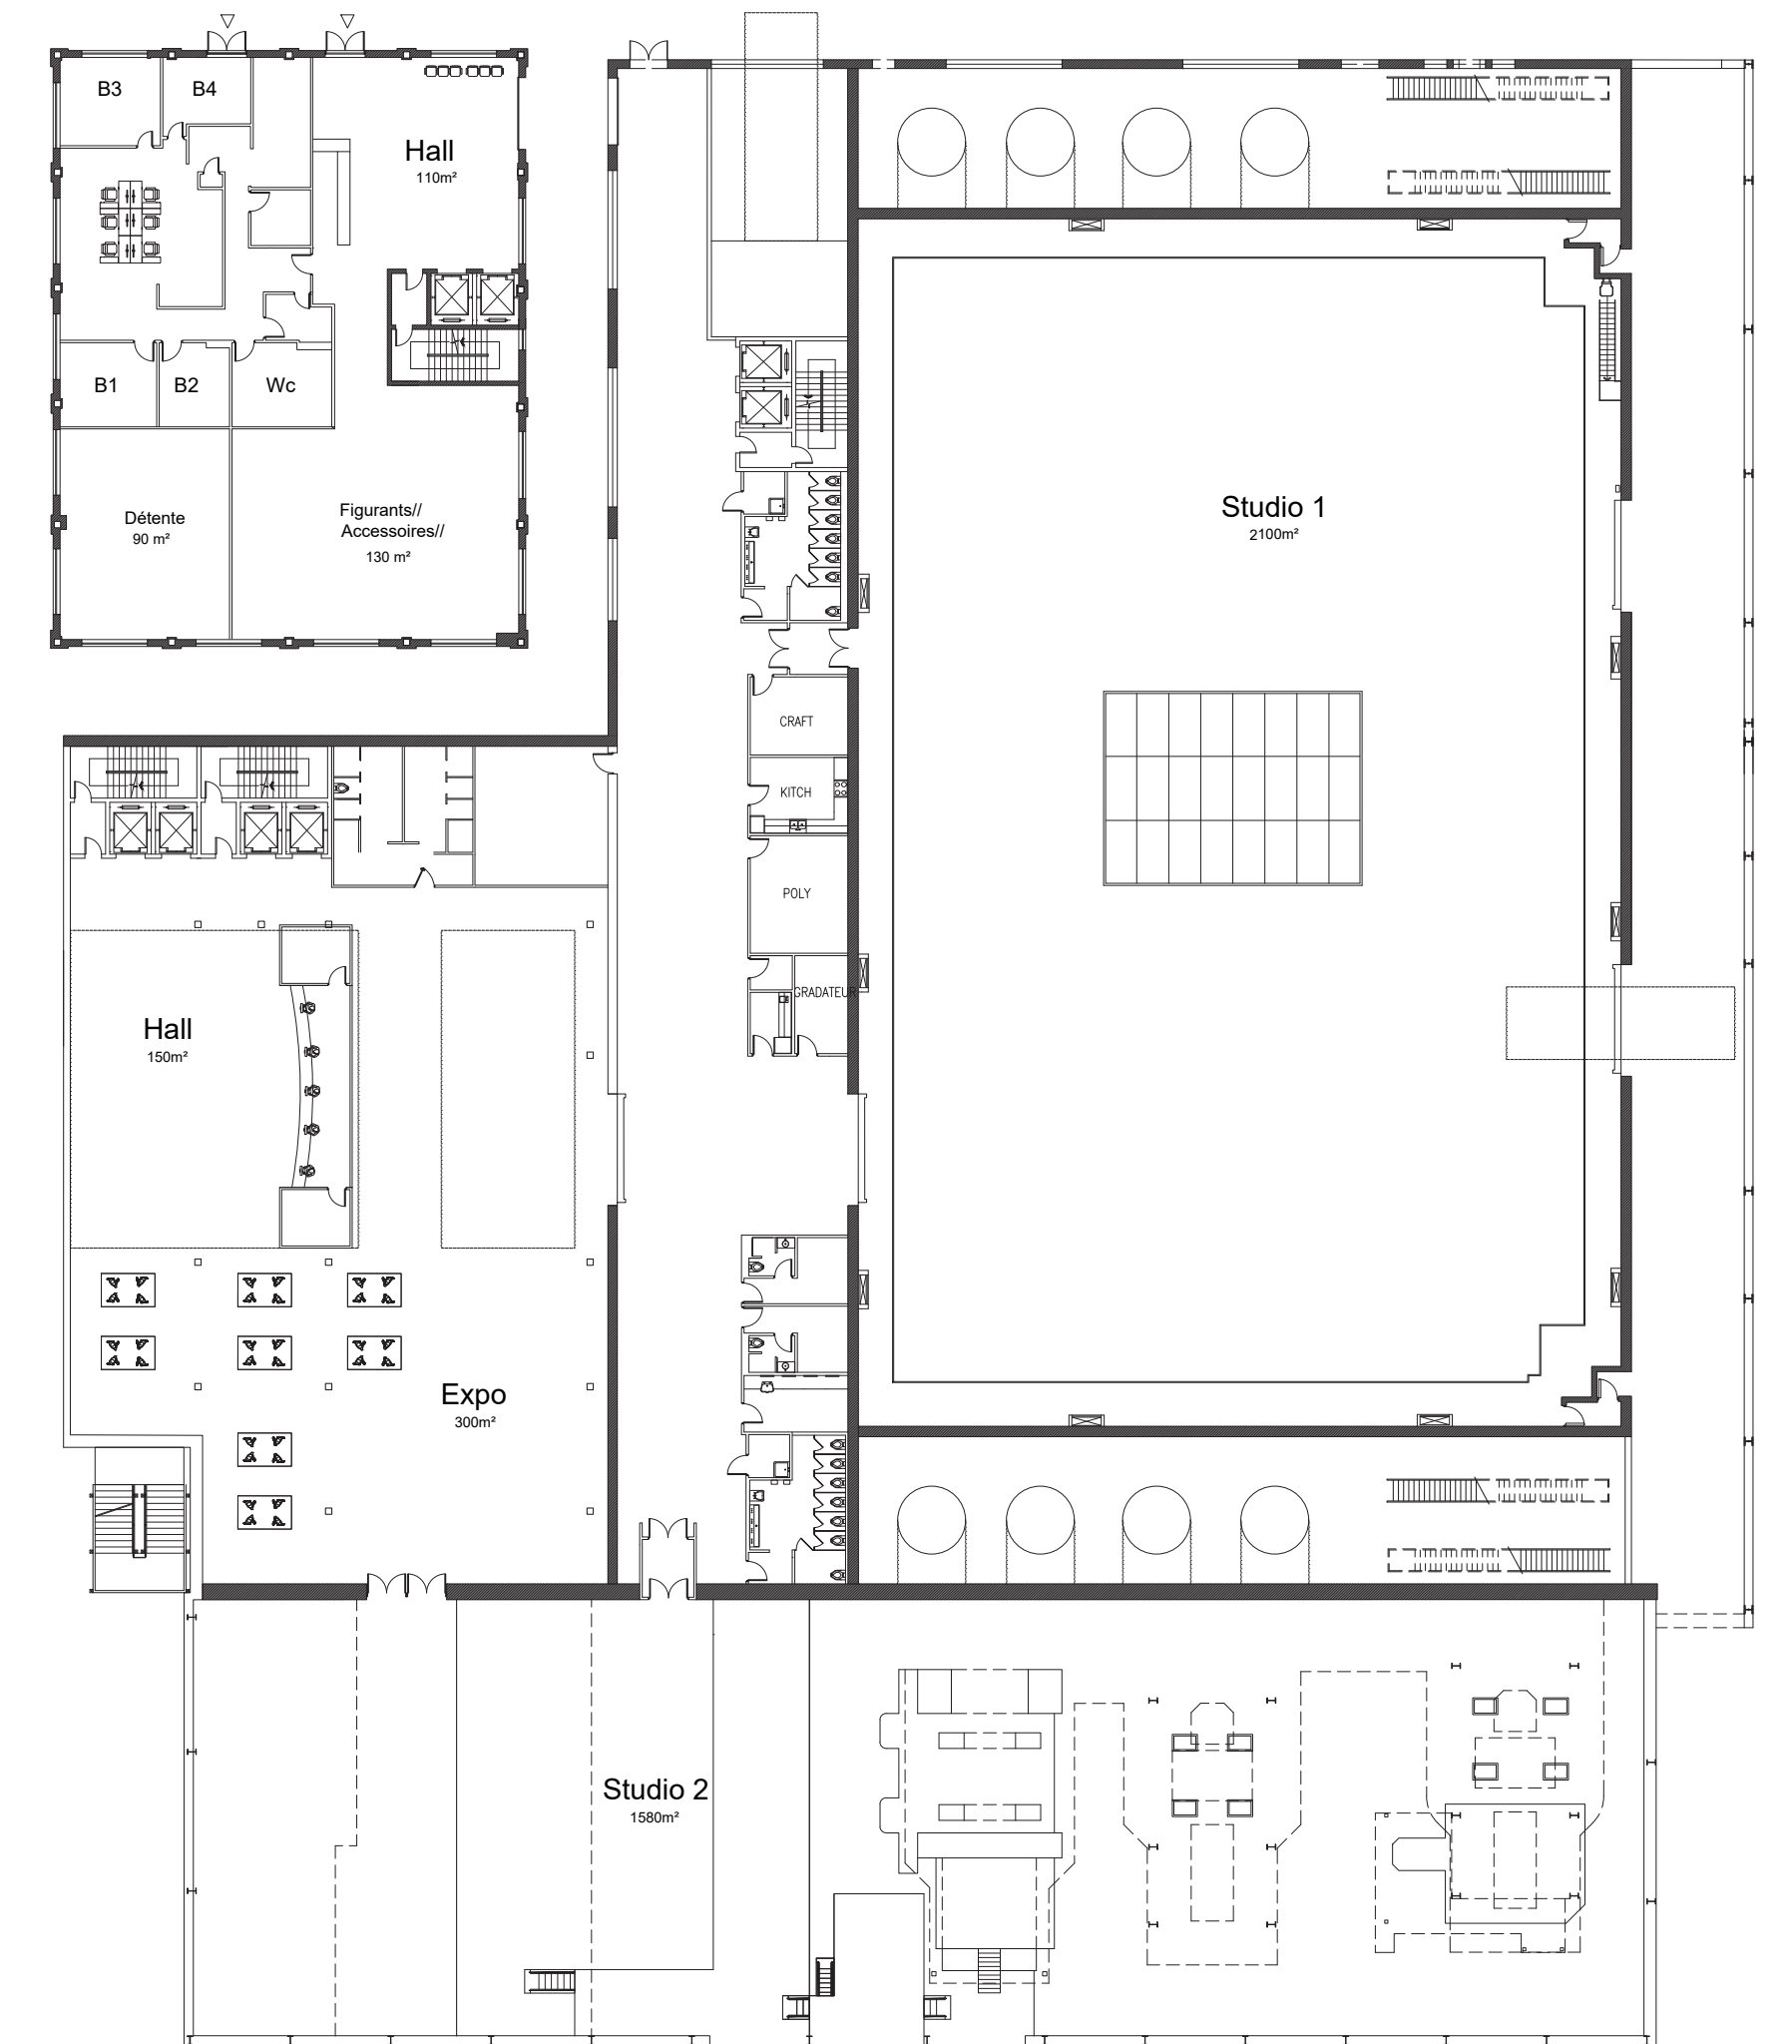 B3
B4
Hall
110m²
B1
B2
Wc
Détente
90 m²
Figurants//
Accessoires//
130 m²
Studio 1
2100m²
CRAFT
KITCH
POLY
GRADATEUR
Hall
150m²
Expo
300m²
Studio 2
1580m²